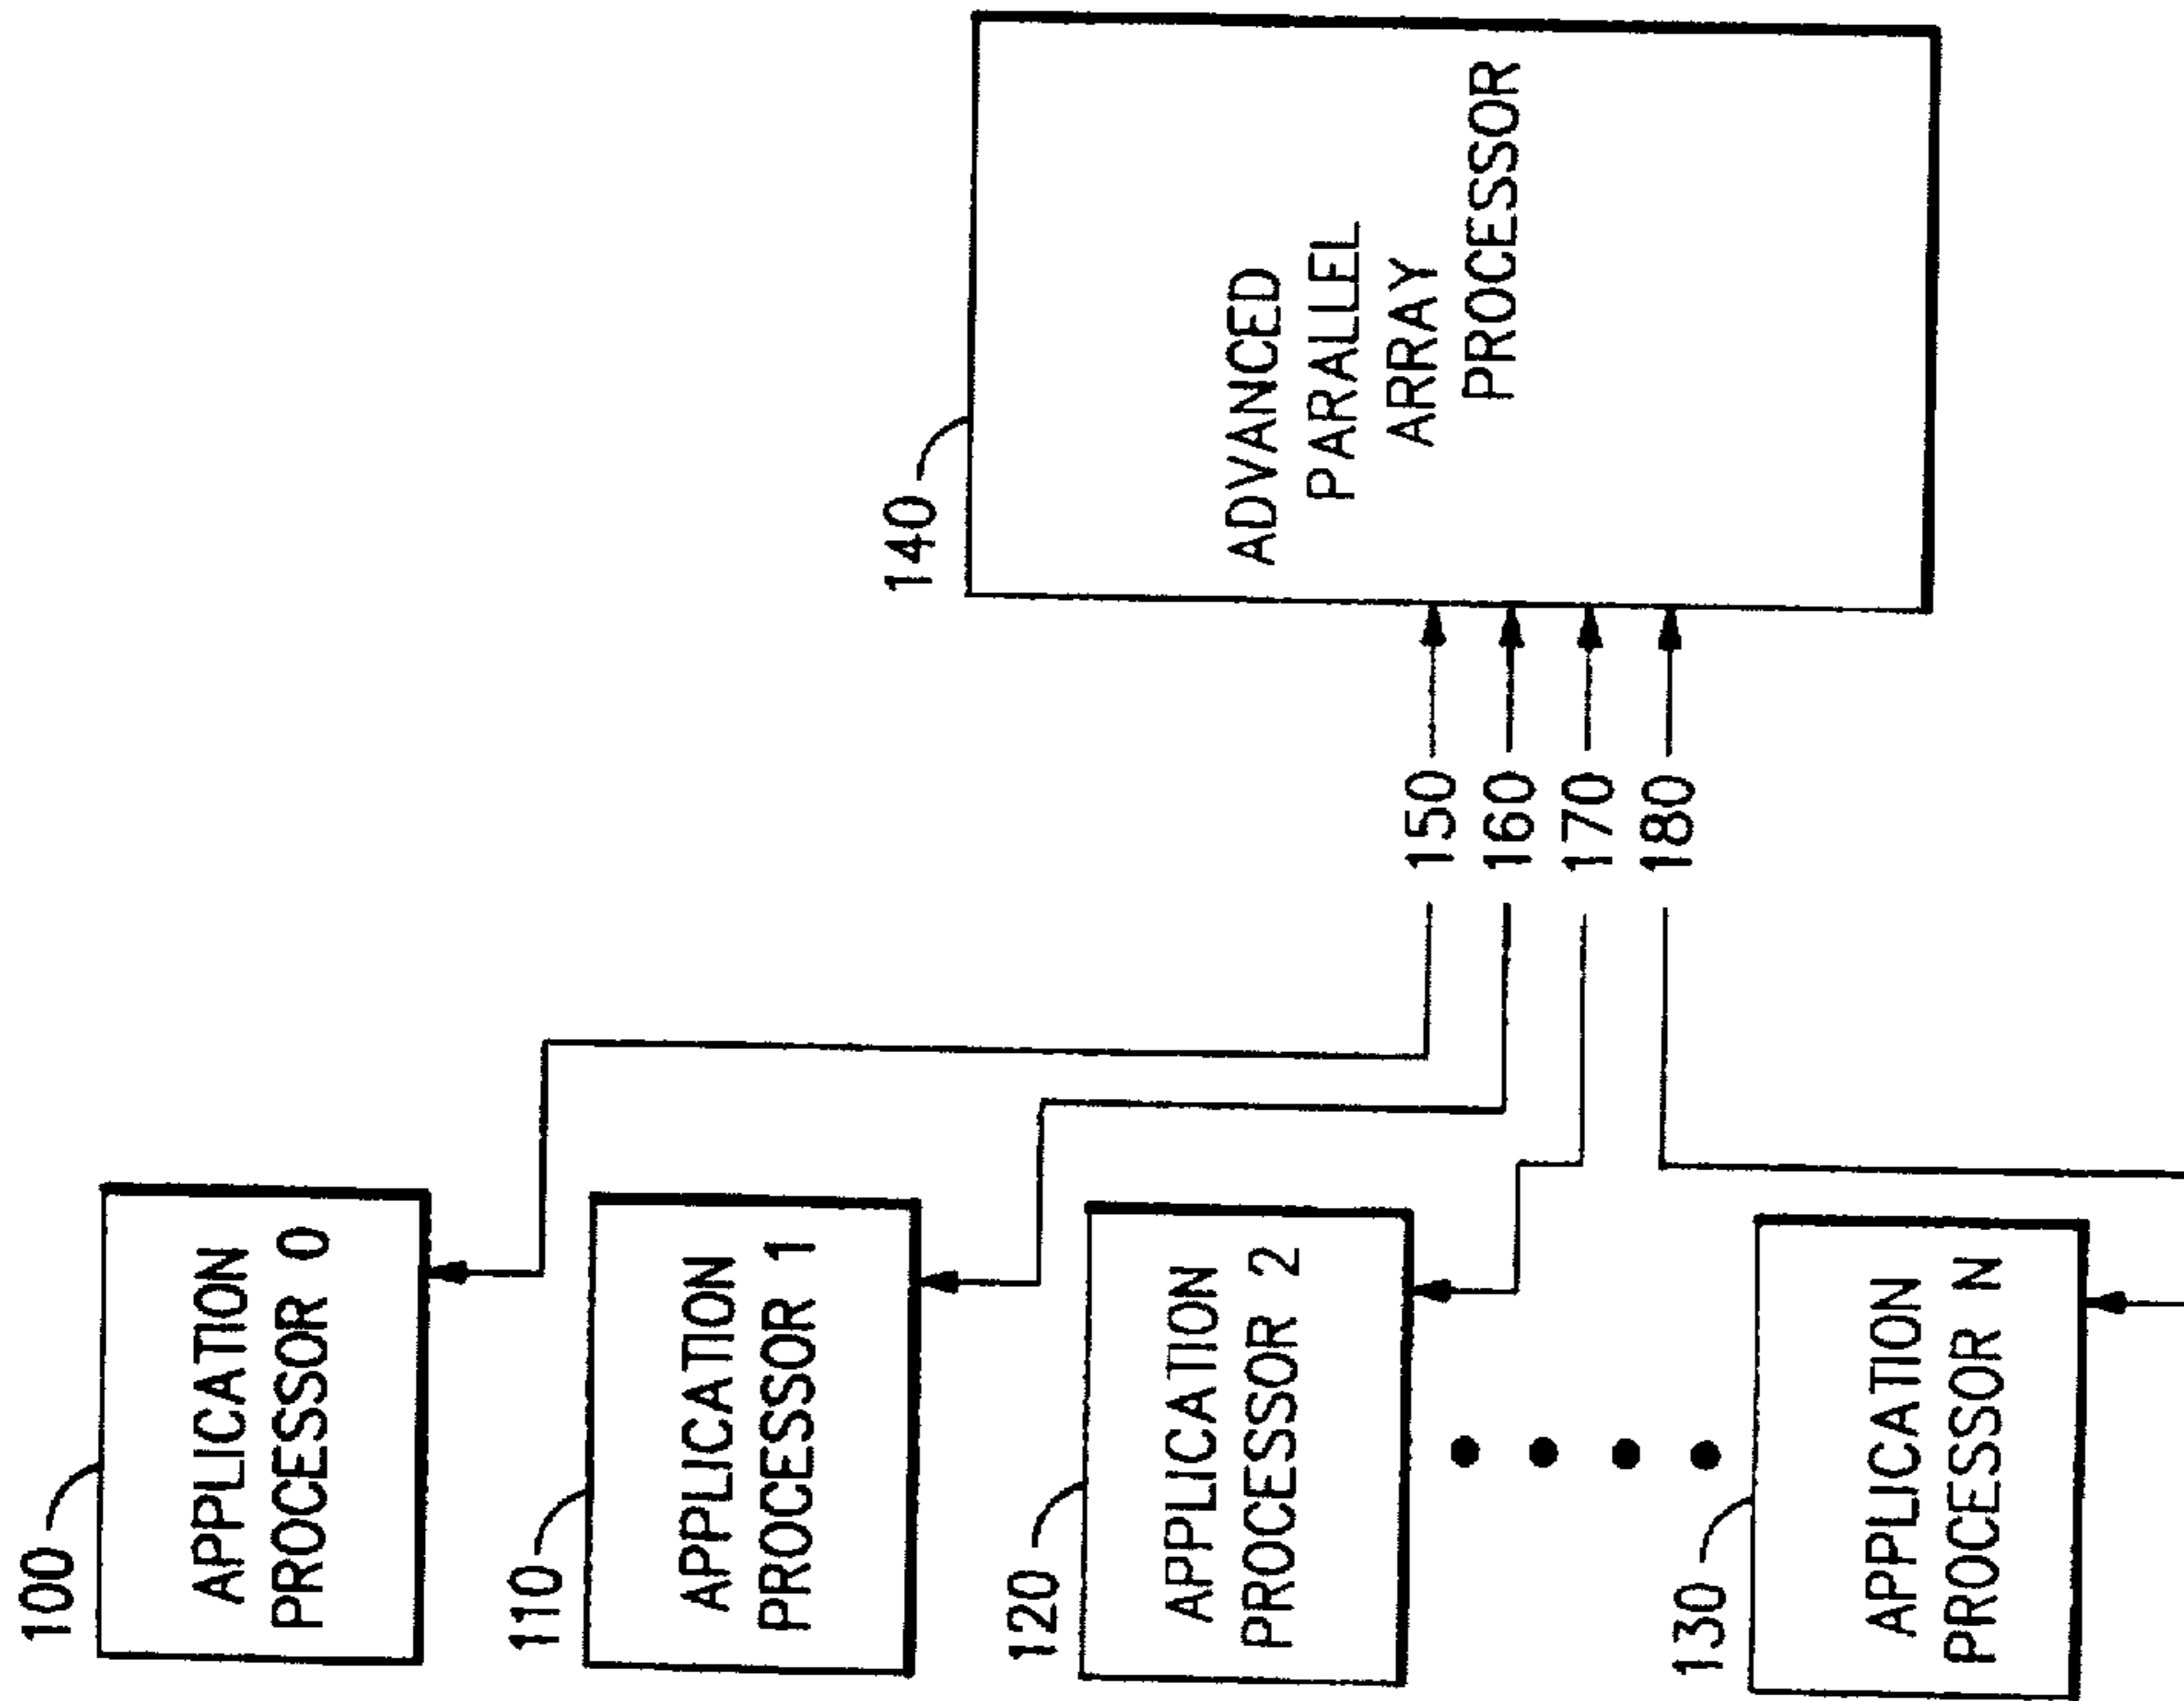 100
APPLICATION
PROCESSOR 0
110
APPLICATION
PROCESSOR 1
120
APPLICATION
PROCESSOR 2
130
APPLICATION
PROCESSOR N
150
160
170
180
140
ADVANCED
PARALLEL
ARRAY
PROCESSOR